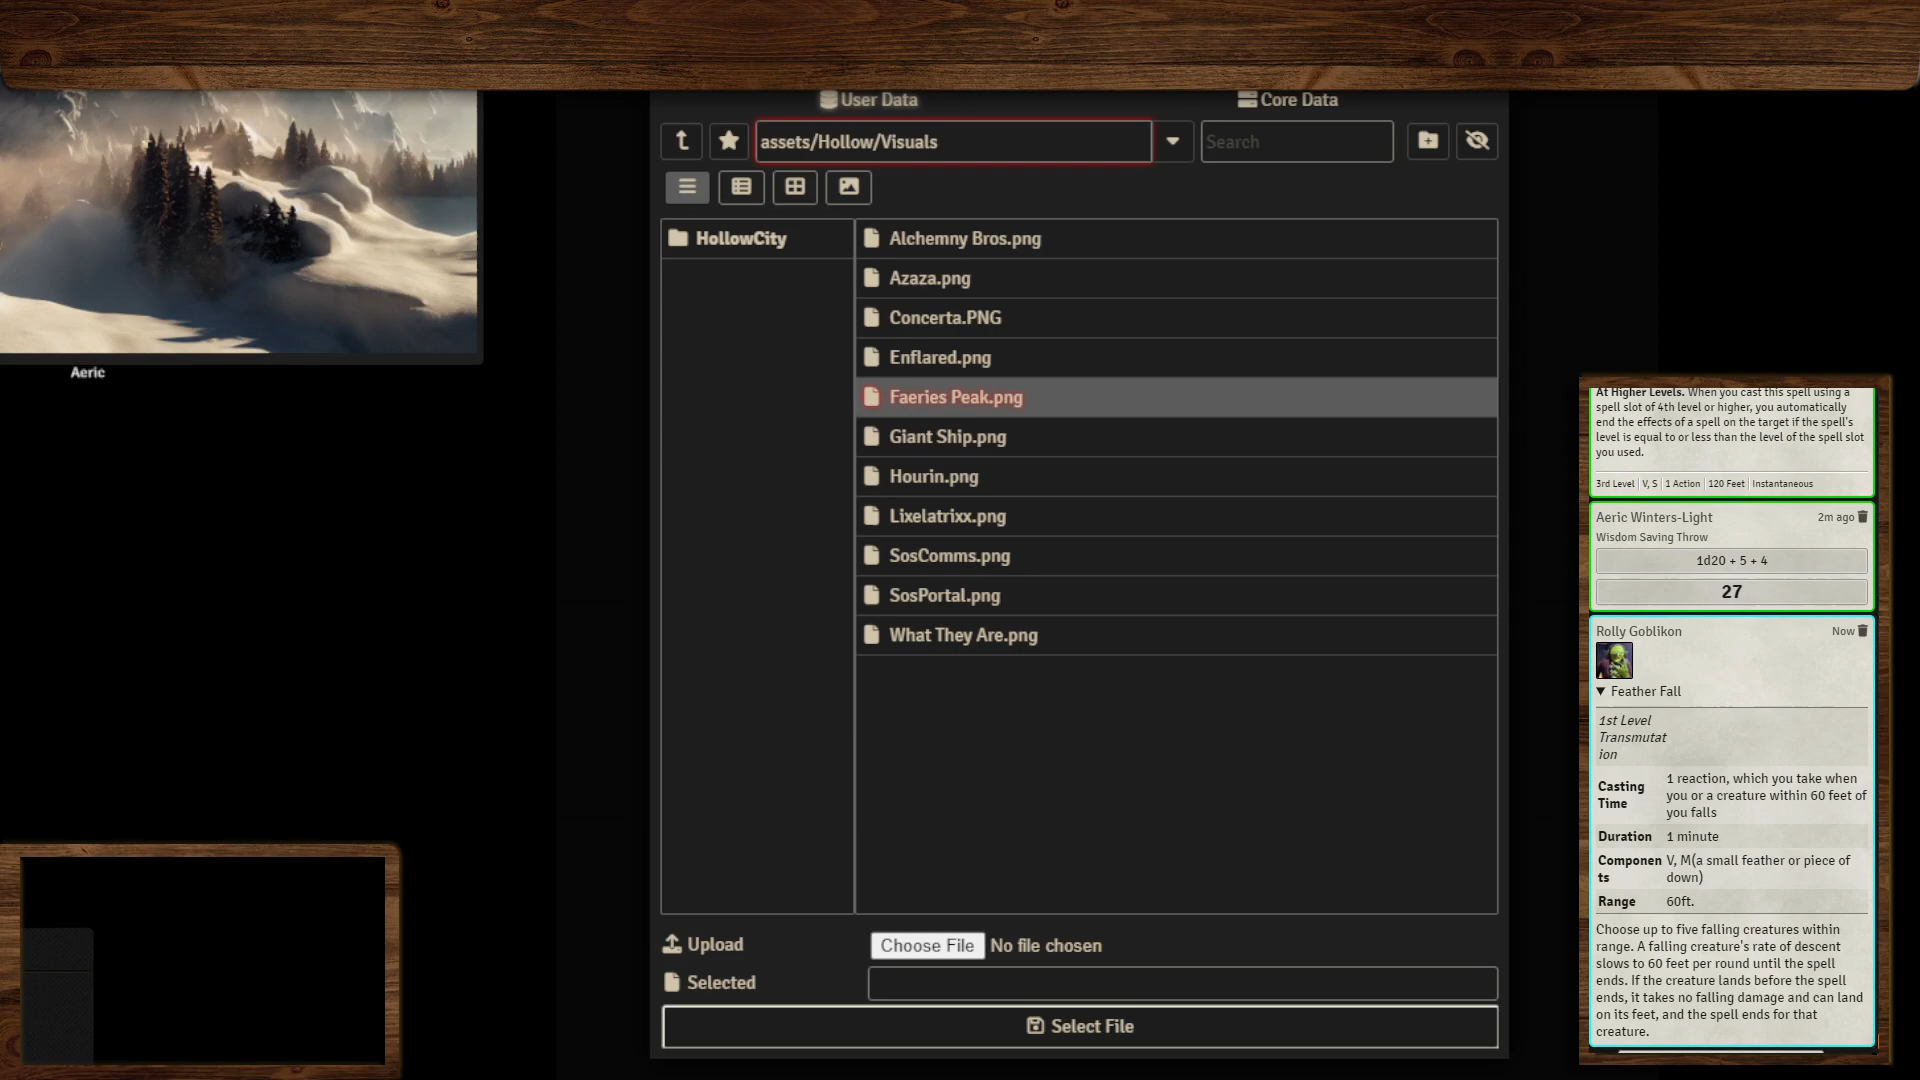 User Data
Core Data
assets/Hollow/Visuals
Search
HollowCity
Alchemny Bros.png
Azaza.png
Concerta.PNG
Enflared.png
Faeries Peak.png
Giant Ship.png
Hourin.png
Lixelatrixx.png
SosComms.png
SosPortal.png
What They Are.png
Upload
Choose File No file chosen
Selected
Select File
Aeric
At Higher Levels. When you cast this spell using a
spell slot of 4th level or higher, you automatically
end the effects of a spell on the target if the spell's
level is equal to or less than the level of the spell slot
you used.
3rd Level | V, S | 1 Action | 120 Feet | Instantaneous
Aeric Winters-Light 2m ago
Wisdom Saving Throw
1d20 + 5 + 4
27
Rolly Goblikon Now
Feather Fall
1st Level
Transmutat
ion
Casting
Time
1 reaction, which you take when
you or a creature within 60 feet of
you falls
Duration 1 minute
Componen
ts
V, M(a small feather or piece of
down)
Range 60ft.
Choose up to five falling creatures within
range. A falling creature's rate of descent
slows to 60 feet per round until the spell
ends. If the creature lands before the spell
ends, it takes no falling damage and can land
on its feet, and the spell ends for that
creature.